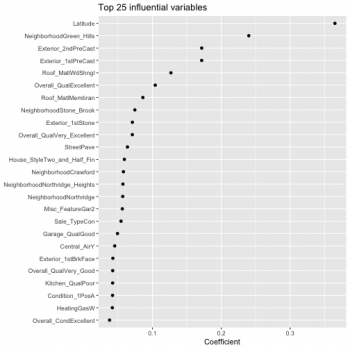 Top 25 influential variables
Latitude
NeighborhoodGreen_Hills
Exterior_2ndPreCast
Exterior_1stPreCast
Roof_MatlWdShngl
Overall_QualExcellent
Roof_MatlMembran
NeighborhoodStone_Brook
Exterior_1stStone
Overall_QualVery_Excellent
StreetPave
House_StyleTwo_and_Half_Fin
NeighborhoodCrawford
NeighborhoodNorthridge_Heights
NeighborhoodNorthridge
Misc_FeatureGar2
Sale_TypeCon
Garage_QualGood
Central_AirY
Exterior_1stBrkFace
Overall_QualVery_Good
Kitchen_QualPoor
Condition_1PosA
HeatingGasW
Overall_CondExcellent
0.1 0.2 0.3
Coefficient